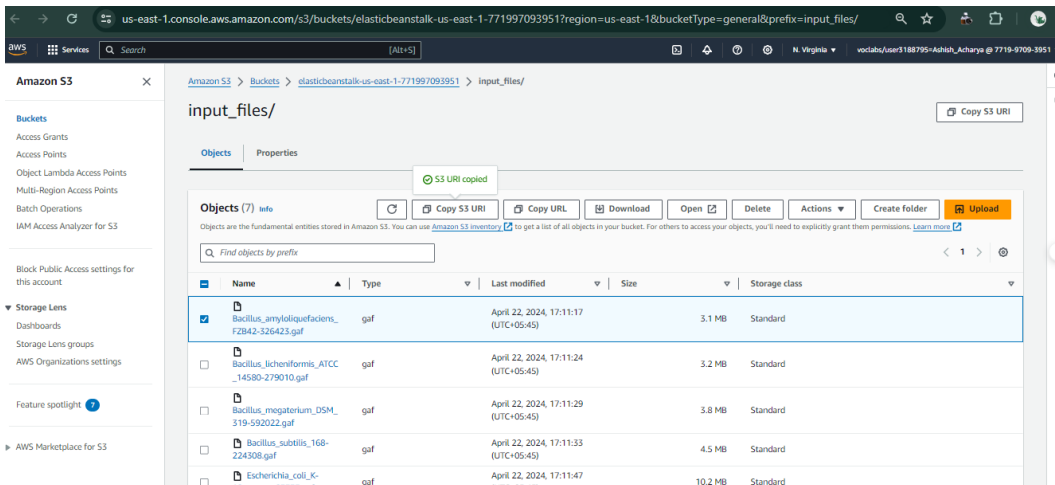 us-east-1.console.aws.amazon.com/s3/buckets/elasticbeanstalk-us-east-1-771997093951?region=us-east-1&bucketType=general&prefix=input_files/
aws Services Search [Alt+S] N. Virginia ▼ voclabs/user3188795=Ashish_Acharya @ 7719-9709-3951
Amazon S3
Buckets
Access Grants
Access Points
Object Lambda Access Points
Multi-Region Access Points
Batch Operations
IAM Access Analyzer for S3
Block Public Access settings for
this account
Storage Lens
Dashboards
Storage Lens groups
AWS Organizations settings
Feature spotlight 7
AWS Marketplace for S3
Amazon S3 > Buckets > elasticbeanstalk-us-east-1-771997093951 > input_files/
input_files/
Copy S3 URI
Objects Properties
S3 URI copied
Objects (7) Info
Copy S3 URI Copy URL Download Open Delete Actions ▼ Create folder Upload
Objects are the fundamental entities stored in Amazon S3. You can use Amazon S3 inventory to get a list of all objects in your bucket. For others to access your objects, you'll need to explicitly grant them permissions. Learn more
Find objects by prefix
< 1 >
Name Type Last modified Size Storage class
Bacillus_amyloliquefaciens_
FZB42-326423.gaf
gaf
April 22, 2024, 17:11:17
(UTC+05:45)
3.1 MB
Standard
Bacillus_licheniformis_ATCC
_14580-279010.gaf
gaf
April 22, 2024, 17:11:24
(UTC+05:45)
3.2 MB
Standard
Bacillus_megaterium_DSM_
319-592022.gaf
gaf
April 22, 2024, 17:11:29
(UTC+05:45)
3.8 MB
Standard
Bacillus_subtilis_168-
224308.gaf
gaf
April 22, 2024, 17:11:33
(UTC+05:45)
4.5 MB
Standard
Escherichia_coli_K-
gaf
April 22, 2024, 17:11:47
10.2 MB
Standard